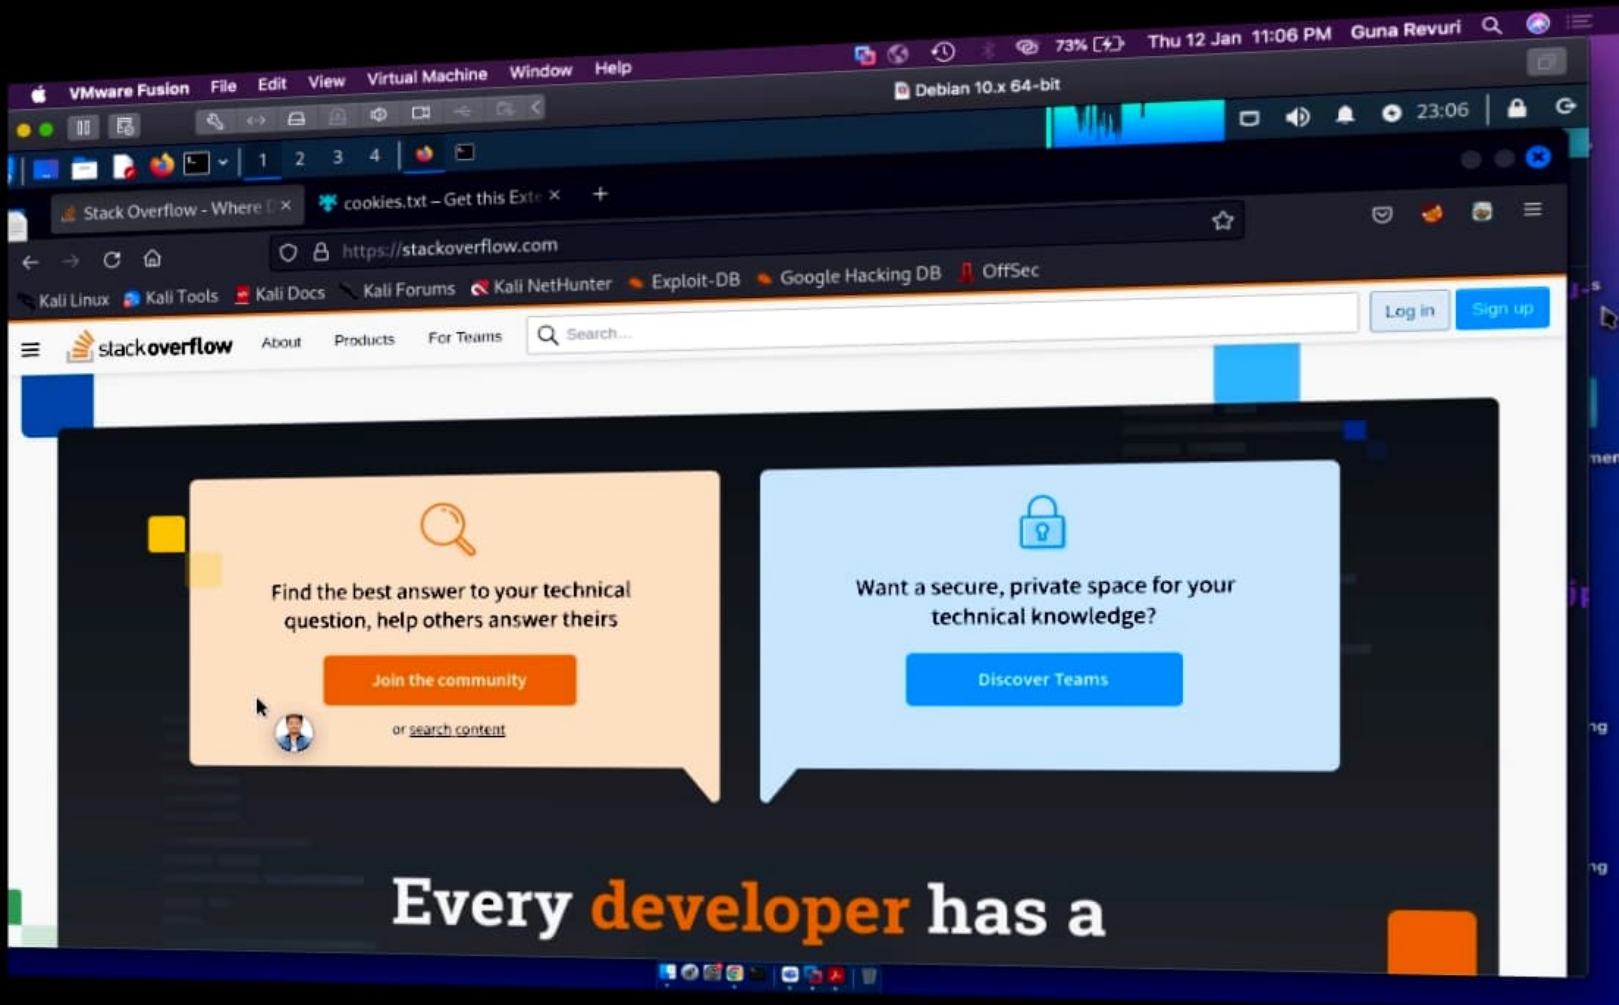 VMware Fusion File Edit View Virtual Machine Window Help 73% Thu 12 Jan 11:06 PM Guna Revuri
Debian 10.x 64-bit
1 2 3 4 23:06
Stack Overflow - Where cookies.txt – Get this Exte
https://stackoverflow.com
Kali Linux Kali Tools Kali Docs Kali Forums Kali NetHunter Exploit-DB Google Hacking DB OffSec
stackoverflow About Products For Teams Search... Log in Sign up
Find the best answer to your technical
question, help others answer theirs
Join the community
or search content
Want a secure, private space for your
technical knowledge?
Discover Teams
Every developer has a